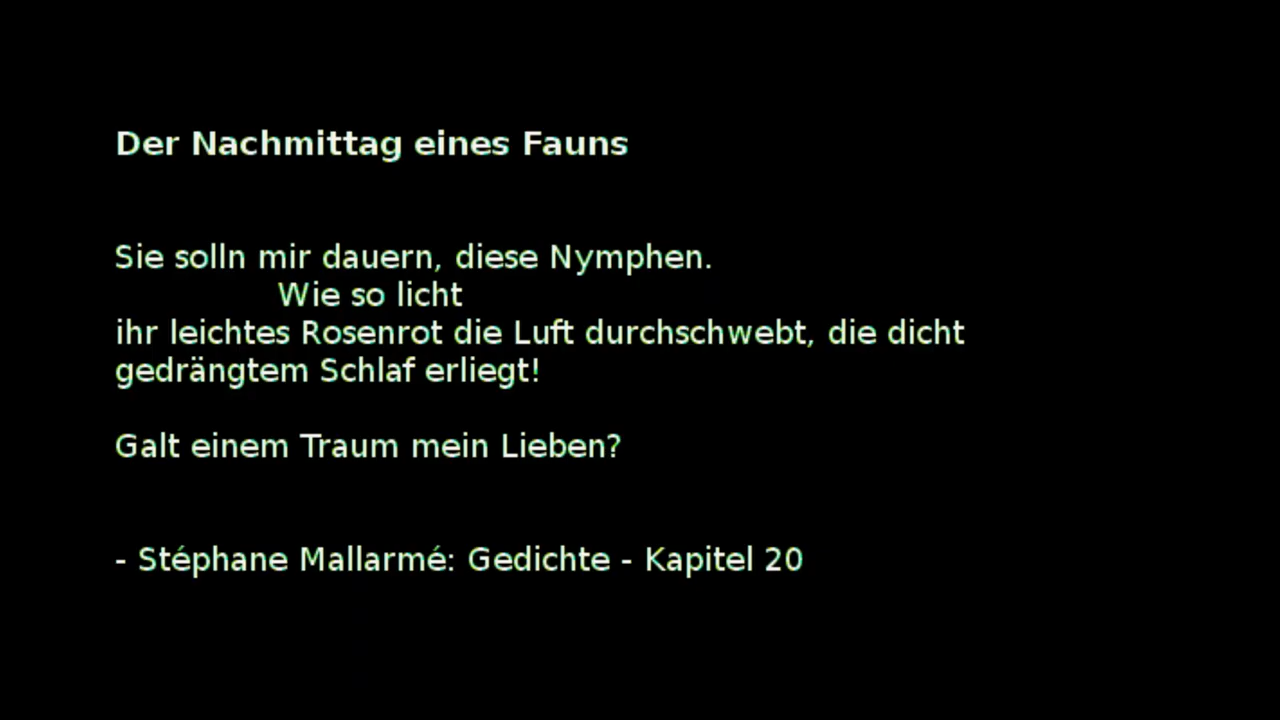 Der Nachmittag eines Fauns
Sie solln mir dauern, diese Nymphen.
Wie so licht
ihr leichtes Rosenrot die Luft durchschwebt, die dicht
gedrängtem Schlaf erliegt!
Galt einem Traum mein Lieben?
- Stéphane Mallarmé: Gedichte - Kapitel 20